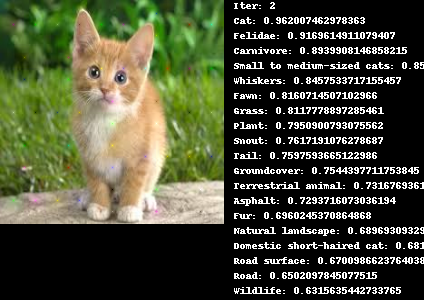 Iter: 2
Cat: 0.962007462978363
Felidae: 0.9169614911079407
Carnivore: 0.8939908146858215
Small to medium-sized cats: 0.85
Whiskers: 0.8457533717155457
Fawn: 0.8160714507102966
Grass: 0.8117778897285461
Plant: 0.7950900793075562
Snout: 0.7617191076278687
Tail: 0.7597593665122986
Groundcover: 0.7544397711753845
Terrestrial animal: 0.7316769361
Asphalt: 0.7293716073036194
Fur: 0.6960245370864868
Natural landscape: 0.68969309329
Domestic short-haired cat: 0.681
Road surface: 0.6700986623764038
Road: 0.6502097845077515
Wildlife: 0.6315635442733765